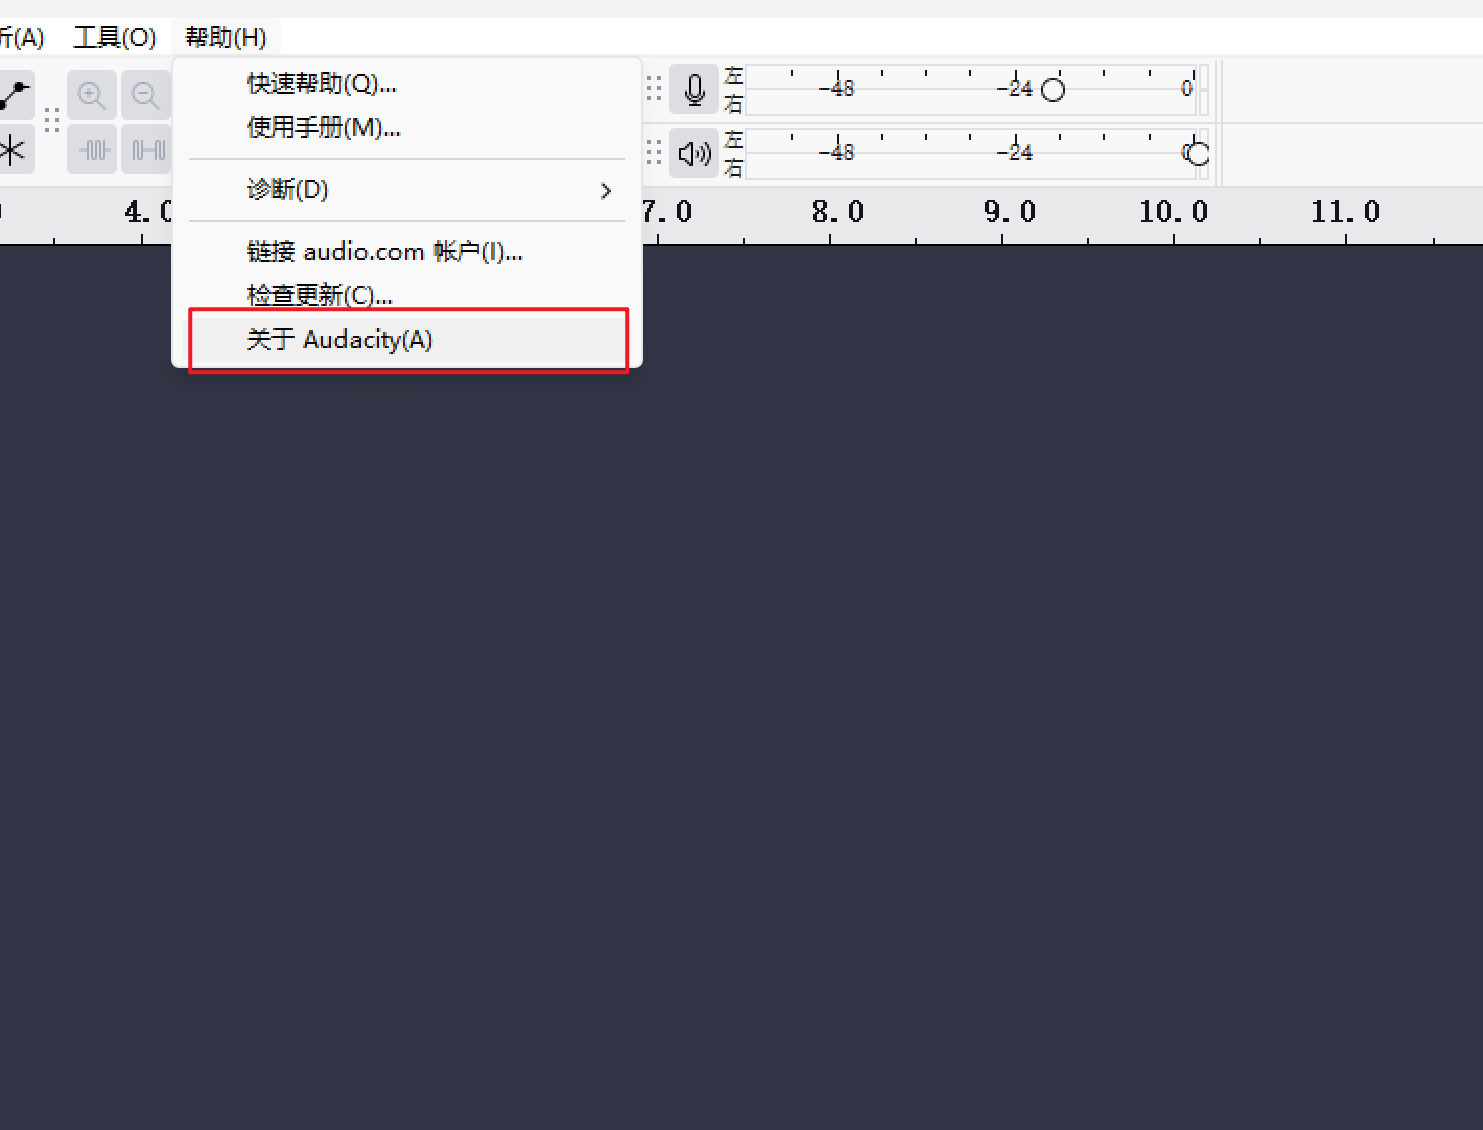 析(A) 工具(O) 帮助(H)
快速帮助(Q)...
使用手册(M)...
诊断(D)
链接 audio.com 帐户(I)...
检查更新(C)...
关于 Audacity(A)
左
右
-48 -24 0
左
右
-48 -24 0
4.0 7.0 8.0 9.0 10.0 11.0